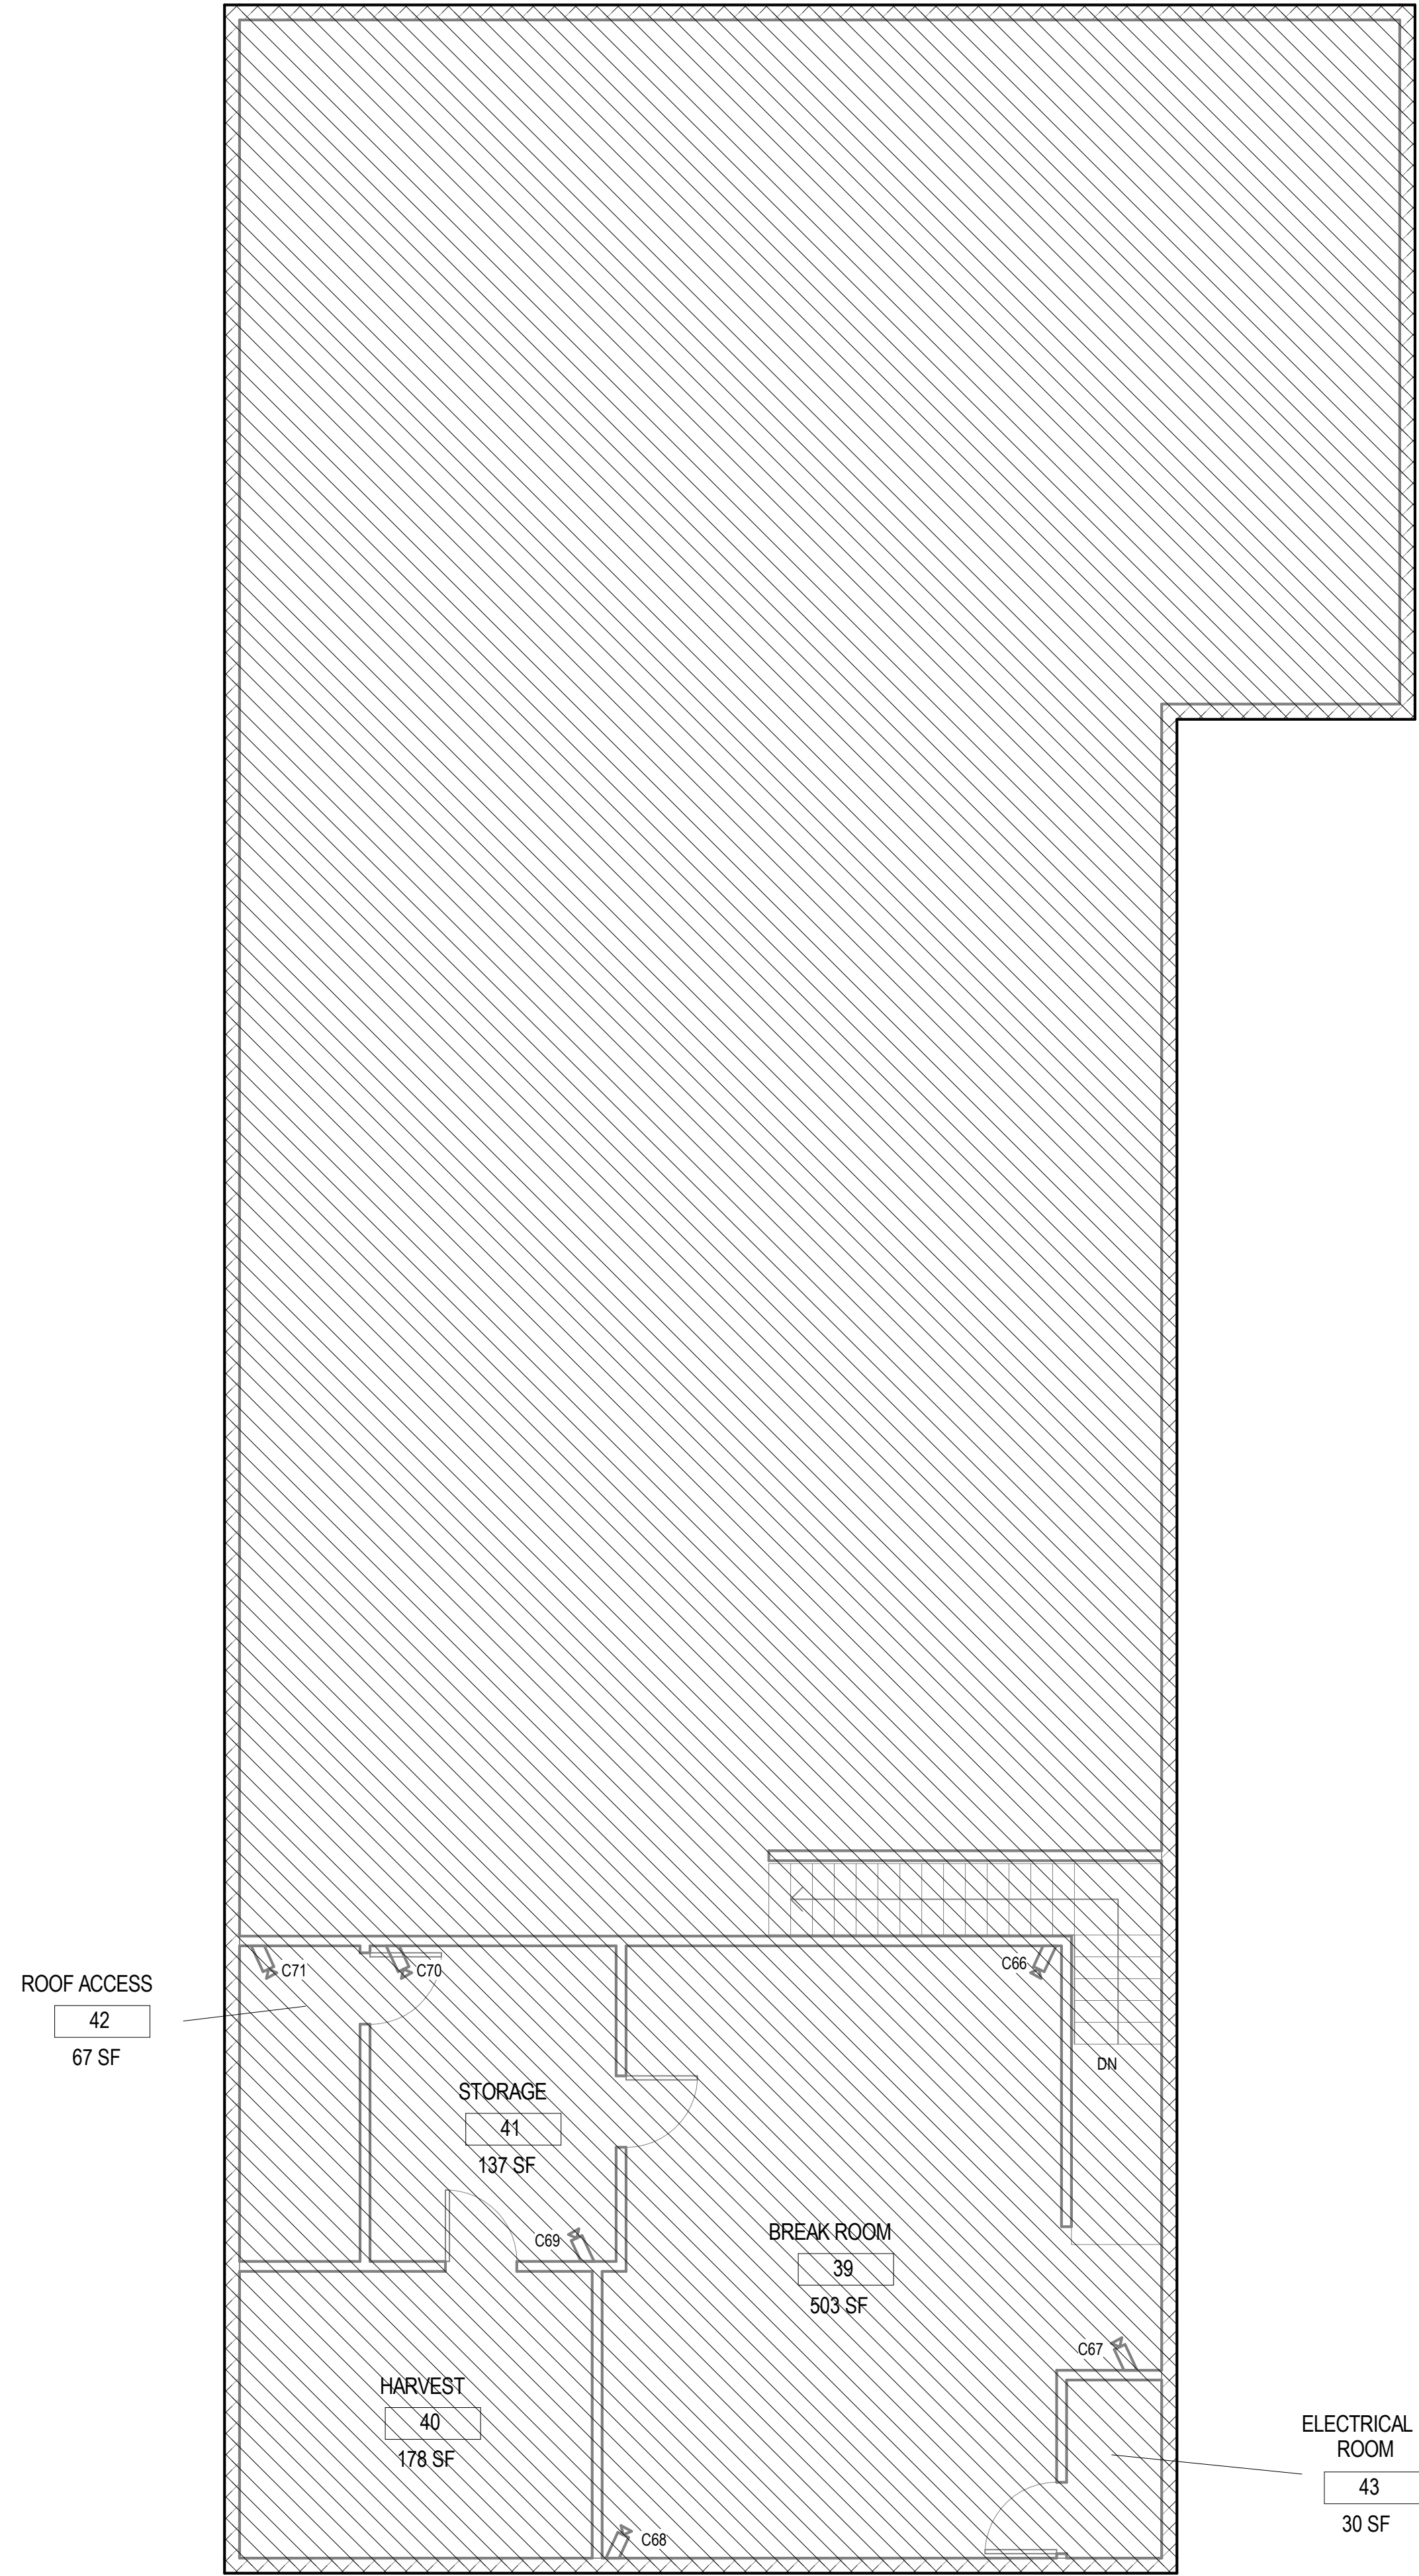 C71
C70
C66
ROOF ACCESS
42
67 SF
DN
STORAGE
41
137 SF
C69
BREAK ROOM
39
503 SF
C67
HARVEST
40
178 SF
ELECTRICAL
ROOM
43
30 SF
C68